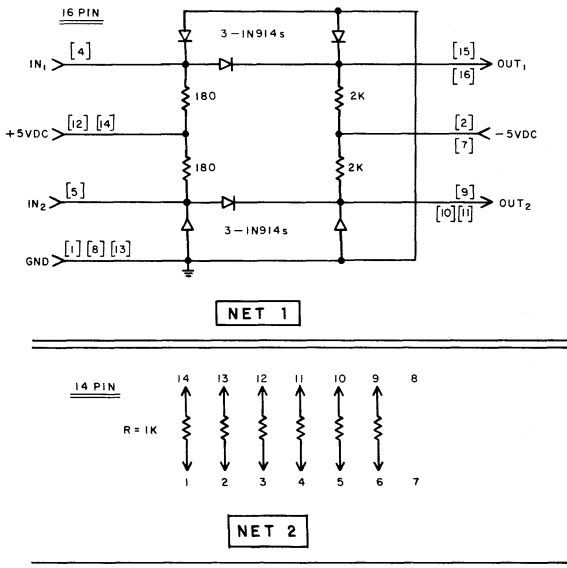 16 PIN
3-1N914s
IN1 [4] [15] OUT1
[16]
180 2K
+5VDC [12] [14] [2] -5VDC
[7]
180 2K
IN2 [5] [9] OUT2
[10][11]
3-1N914s
GND [1] [8] [13]
NET 1
14 PIN
14 13 12 11 10 9 8
R = 1K
1 2 3 4 5 6 7
NET 2